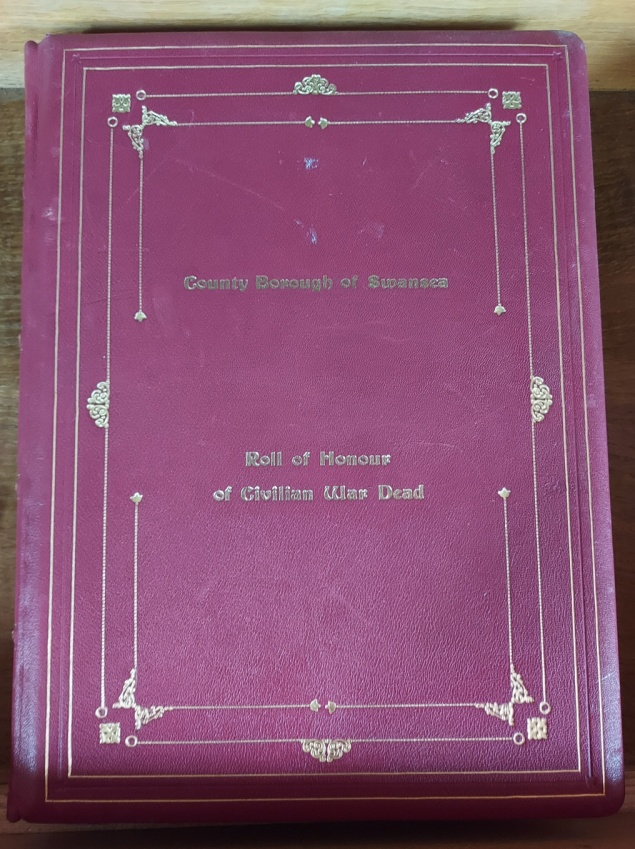 County Borough of Swansea
Roll of Honour
of Civilian War Dead